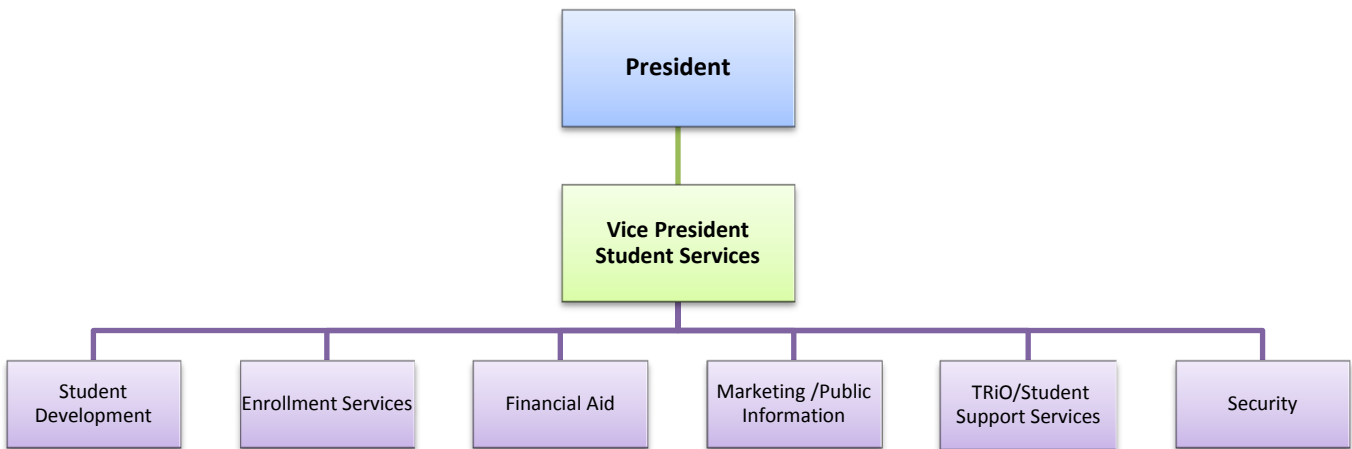 President
Vice President
Student Services
Student
Development
Enrollment Services
Financial Aid
Marketing /Public
Information
TRiO/Student
Support Services
Security